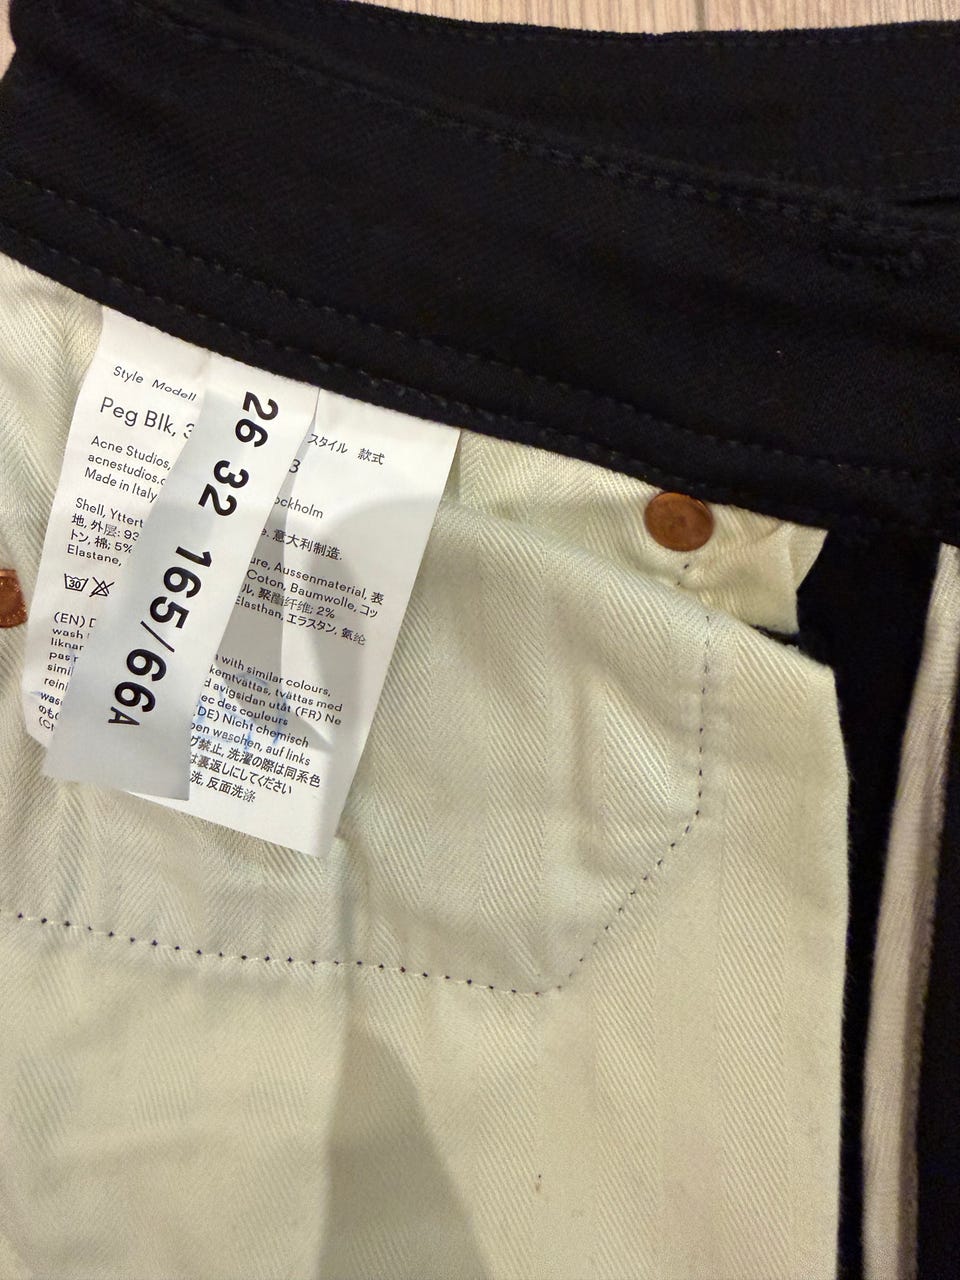 26 32 165/66A
Style Modell スタイル 款式
Peg Blk, 3
Acne Studios, ockholm
acnestudios.c
Made in Italy 意大利制造.
Shell, Yttert ure, Aussenmaterial, 表
地, 外层: 93 Coton, Baumwolle, コッ
トン, 棉; 5% ル, 聚酯纤维; 2%
Elastane, Elasthan, エラスタン, 氨纶
30
(EN) D with similar colours,
wash kemtvättas, tvättas med
liknar d avigsidan utåt (FR) Ne
pas r ec des couleurs
simi (DE) Nicht chemisch
reini en waschen, auf links
was グ禁止, 洗濯の際は同系色
のも は裏返しにしてください
洗, 反面洗涤